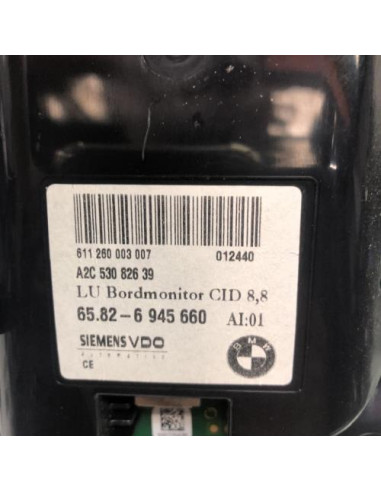 611 260 003 007 012440
A2C 530 826 39
LU Bordmonitor CID 8,8
65.82-6 945 660 AI:01
SIEMENS VDO
AUTOMOTIVE
CE
BMW